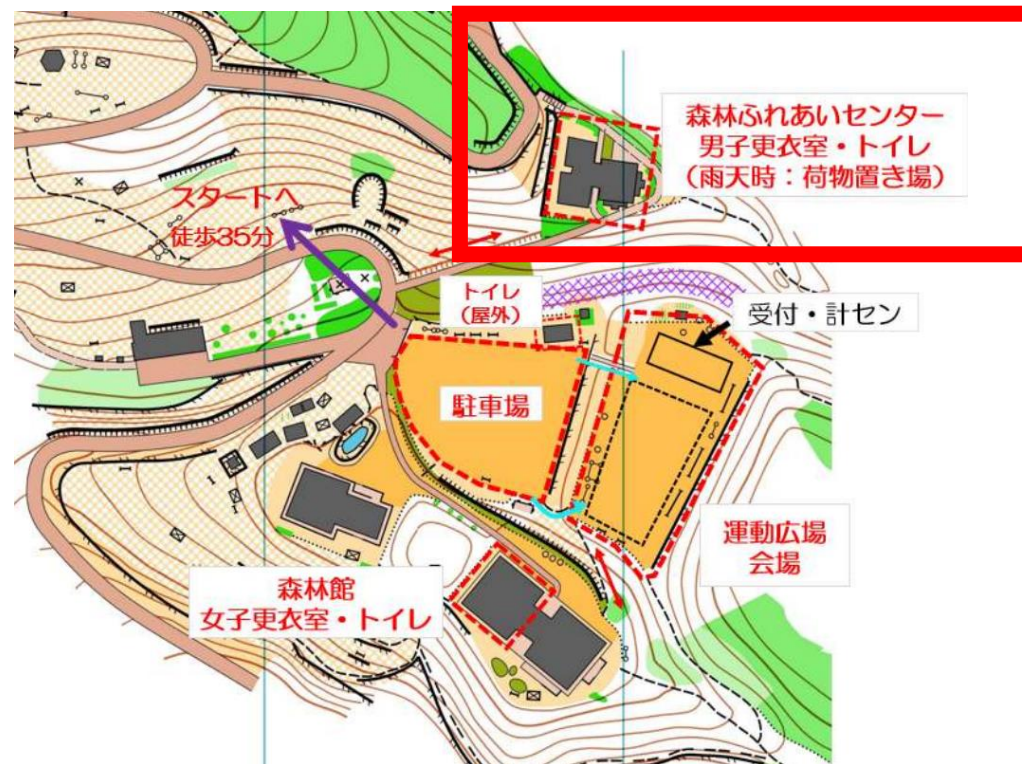 森林ふれあいセンター
男子更衣室・トイレ
（雨天時：荷物置き場）
スタートへ
徒歩35分
トイレ
（屋外）
受付・計セン
駐車場
運動広場
会場
森林館
女子更衣室・トイレ